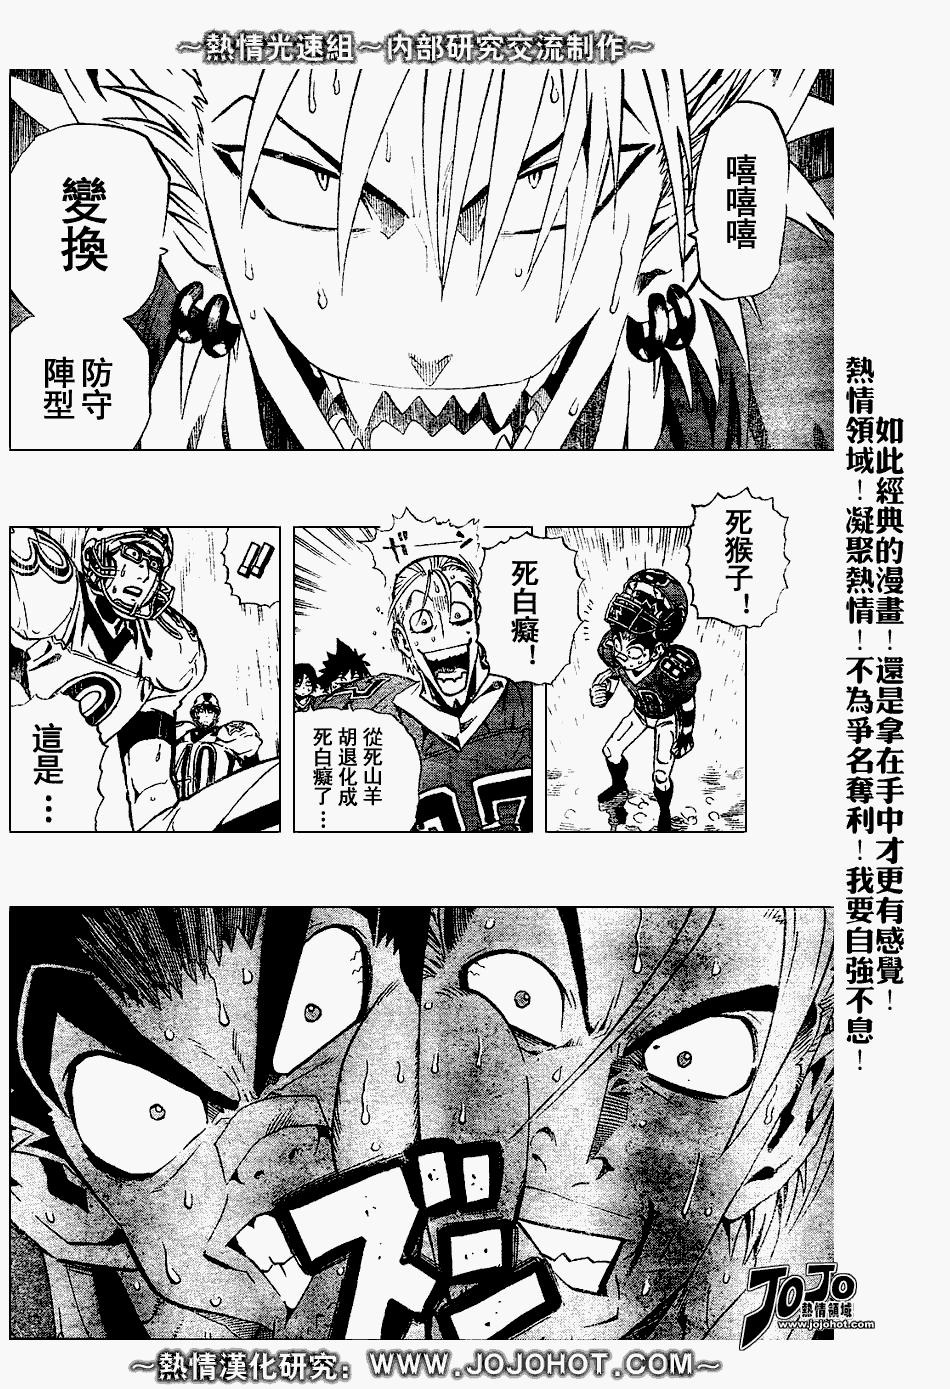 ～熱情光速組～內部研究交流制作～
嘻嘻嘻
變換
防守
陣型
死猴子！
死白癡！
從死山羊
胡退化成
死白癡了…
!!!
這是…
ズン
如此經典的漫畫！還是拿在手中才更有感覺！
熱情領域！凝聚熱情！不為爭名奪利！我要自強不息！
JOJO
熱情領域
www.jojohot.com
～熱情漢化研究：WWW.JOJOHOT.COM～